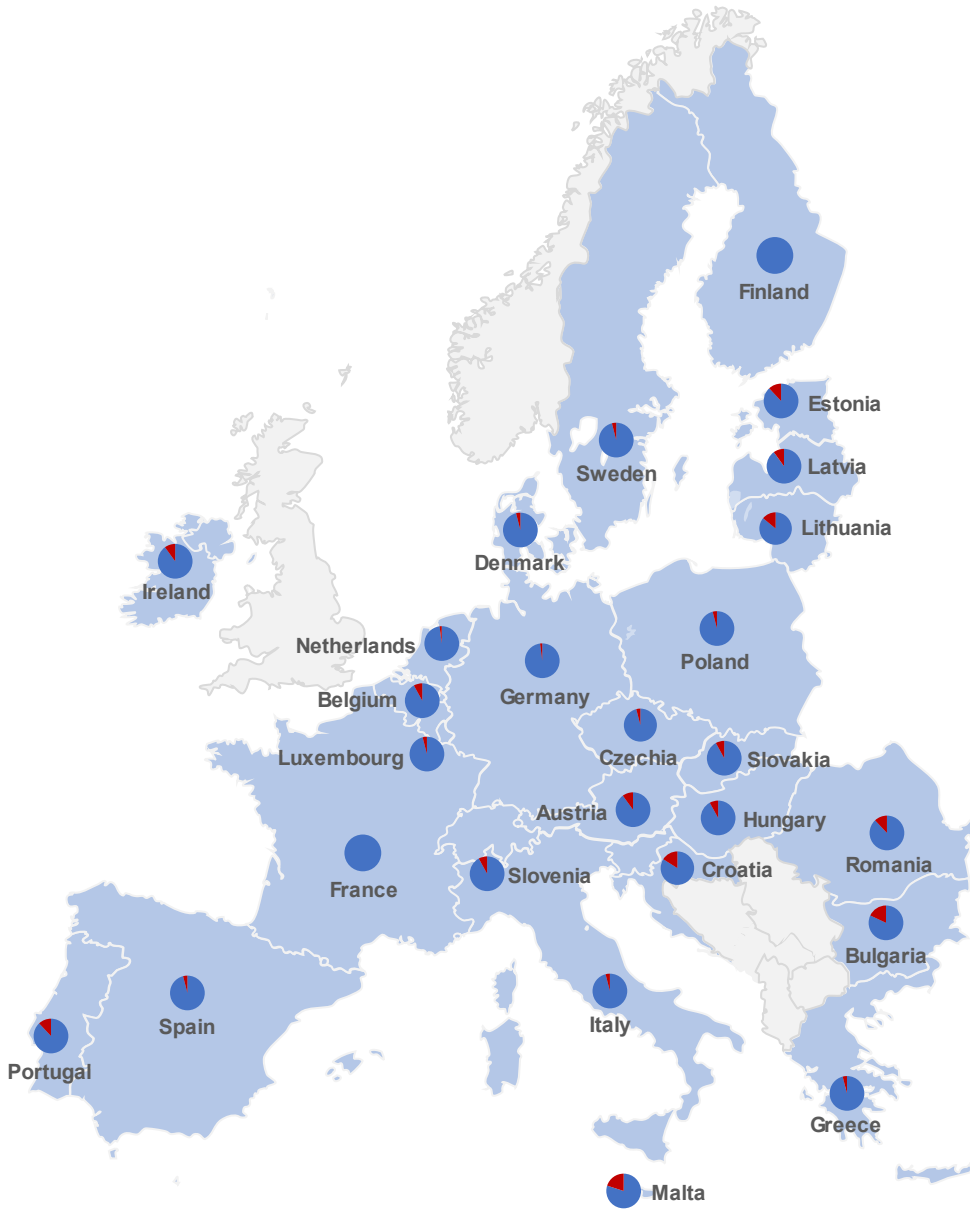 Finland
Estonia
Sweden
Latvia
Lithuania
Denmark
Ireland
Netherlands
Poland
Belgium
Germany
Luxembourg
Czechia
Slovakia
Austria
Hungary
Romania
Croatia
Slovenia
France
Bulgaria
Spain
Italy
Portugal
Greece
Malta